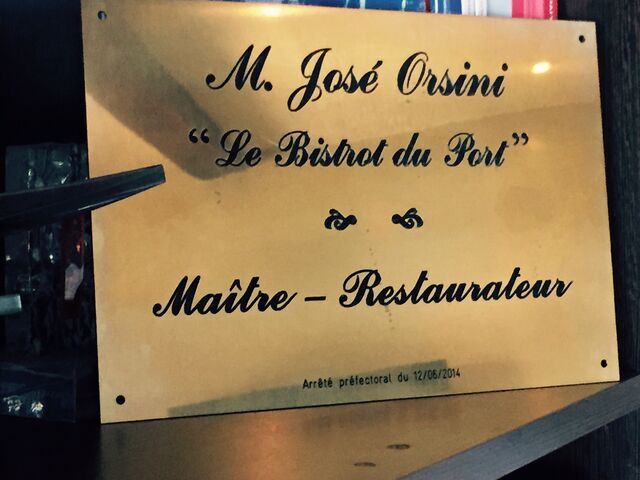 M. José Orsini
“Le Bistrot du Port”
Maître – Restaurateur
Arrêté préfectoral du 12/06/2014